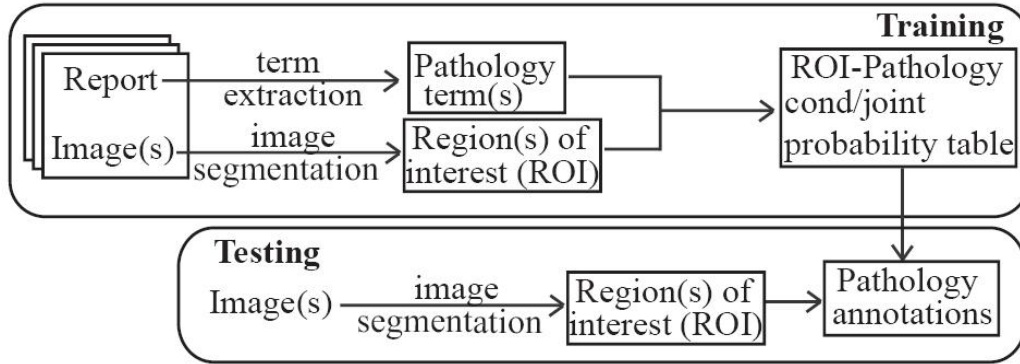 Training
Report
term
extraction
Pathology
term(s)
ROI-Pathology
cond/joint
probability table
Image(s)
image
segmentation
Region(s) of
interest (ROI)
Testing
Image(s)
image
segmentation
Region(s) of
interest (ROI)
Pathology
annotations